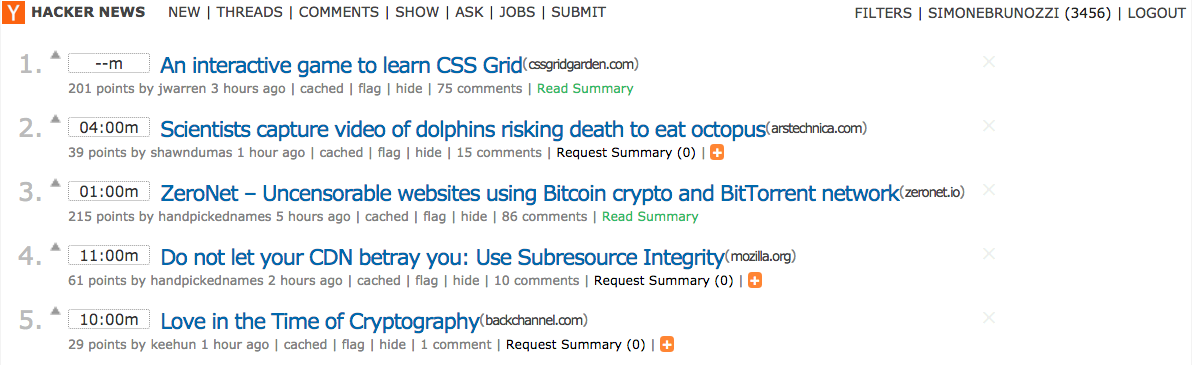 Y HACKER NEWS NEW | THREADS | COMMENTS | SHOW | ASK | JOBS | SUBMIT FILTERS | SIMONEBRUNOZZI (3456) | LOGOUT
1. --m An interactive game to learn CSS Grid(cssgridgarden.com)
201 points by jwarren 3 hours ago | cached | flag | hide | 75 comments | Read Summary
2. 04:00m Scientists capture video of dolphins risking death to eat octopus(arstechnica.com)
39 points by shawndumas 1 hour ago | cached | flag | hide | 15 comments | Request Summary (0) | +
3. 01:00m ZeroNet – Uncensorable websites using Bitcoin crypto and BitTorrent network(zeronet.io)
215 points by handpickednames 5 hours ago | cached | flag | hide | 86 comments | Read Summary
4. 11:00m Do not let your CDN betray you: Use Subresource Integrity(mozilla.org)
61 points by handpickednames 2 hours ago | cached | flag | hide | 10 comments | Request Summary (0) | +
5. 10:00m Love in the Time of Cryptography(backchannel.com)
29 points by keehun 1 hour ago | cached | flag | hide | 1 comment | Request Summary (0) | +